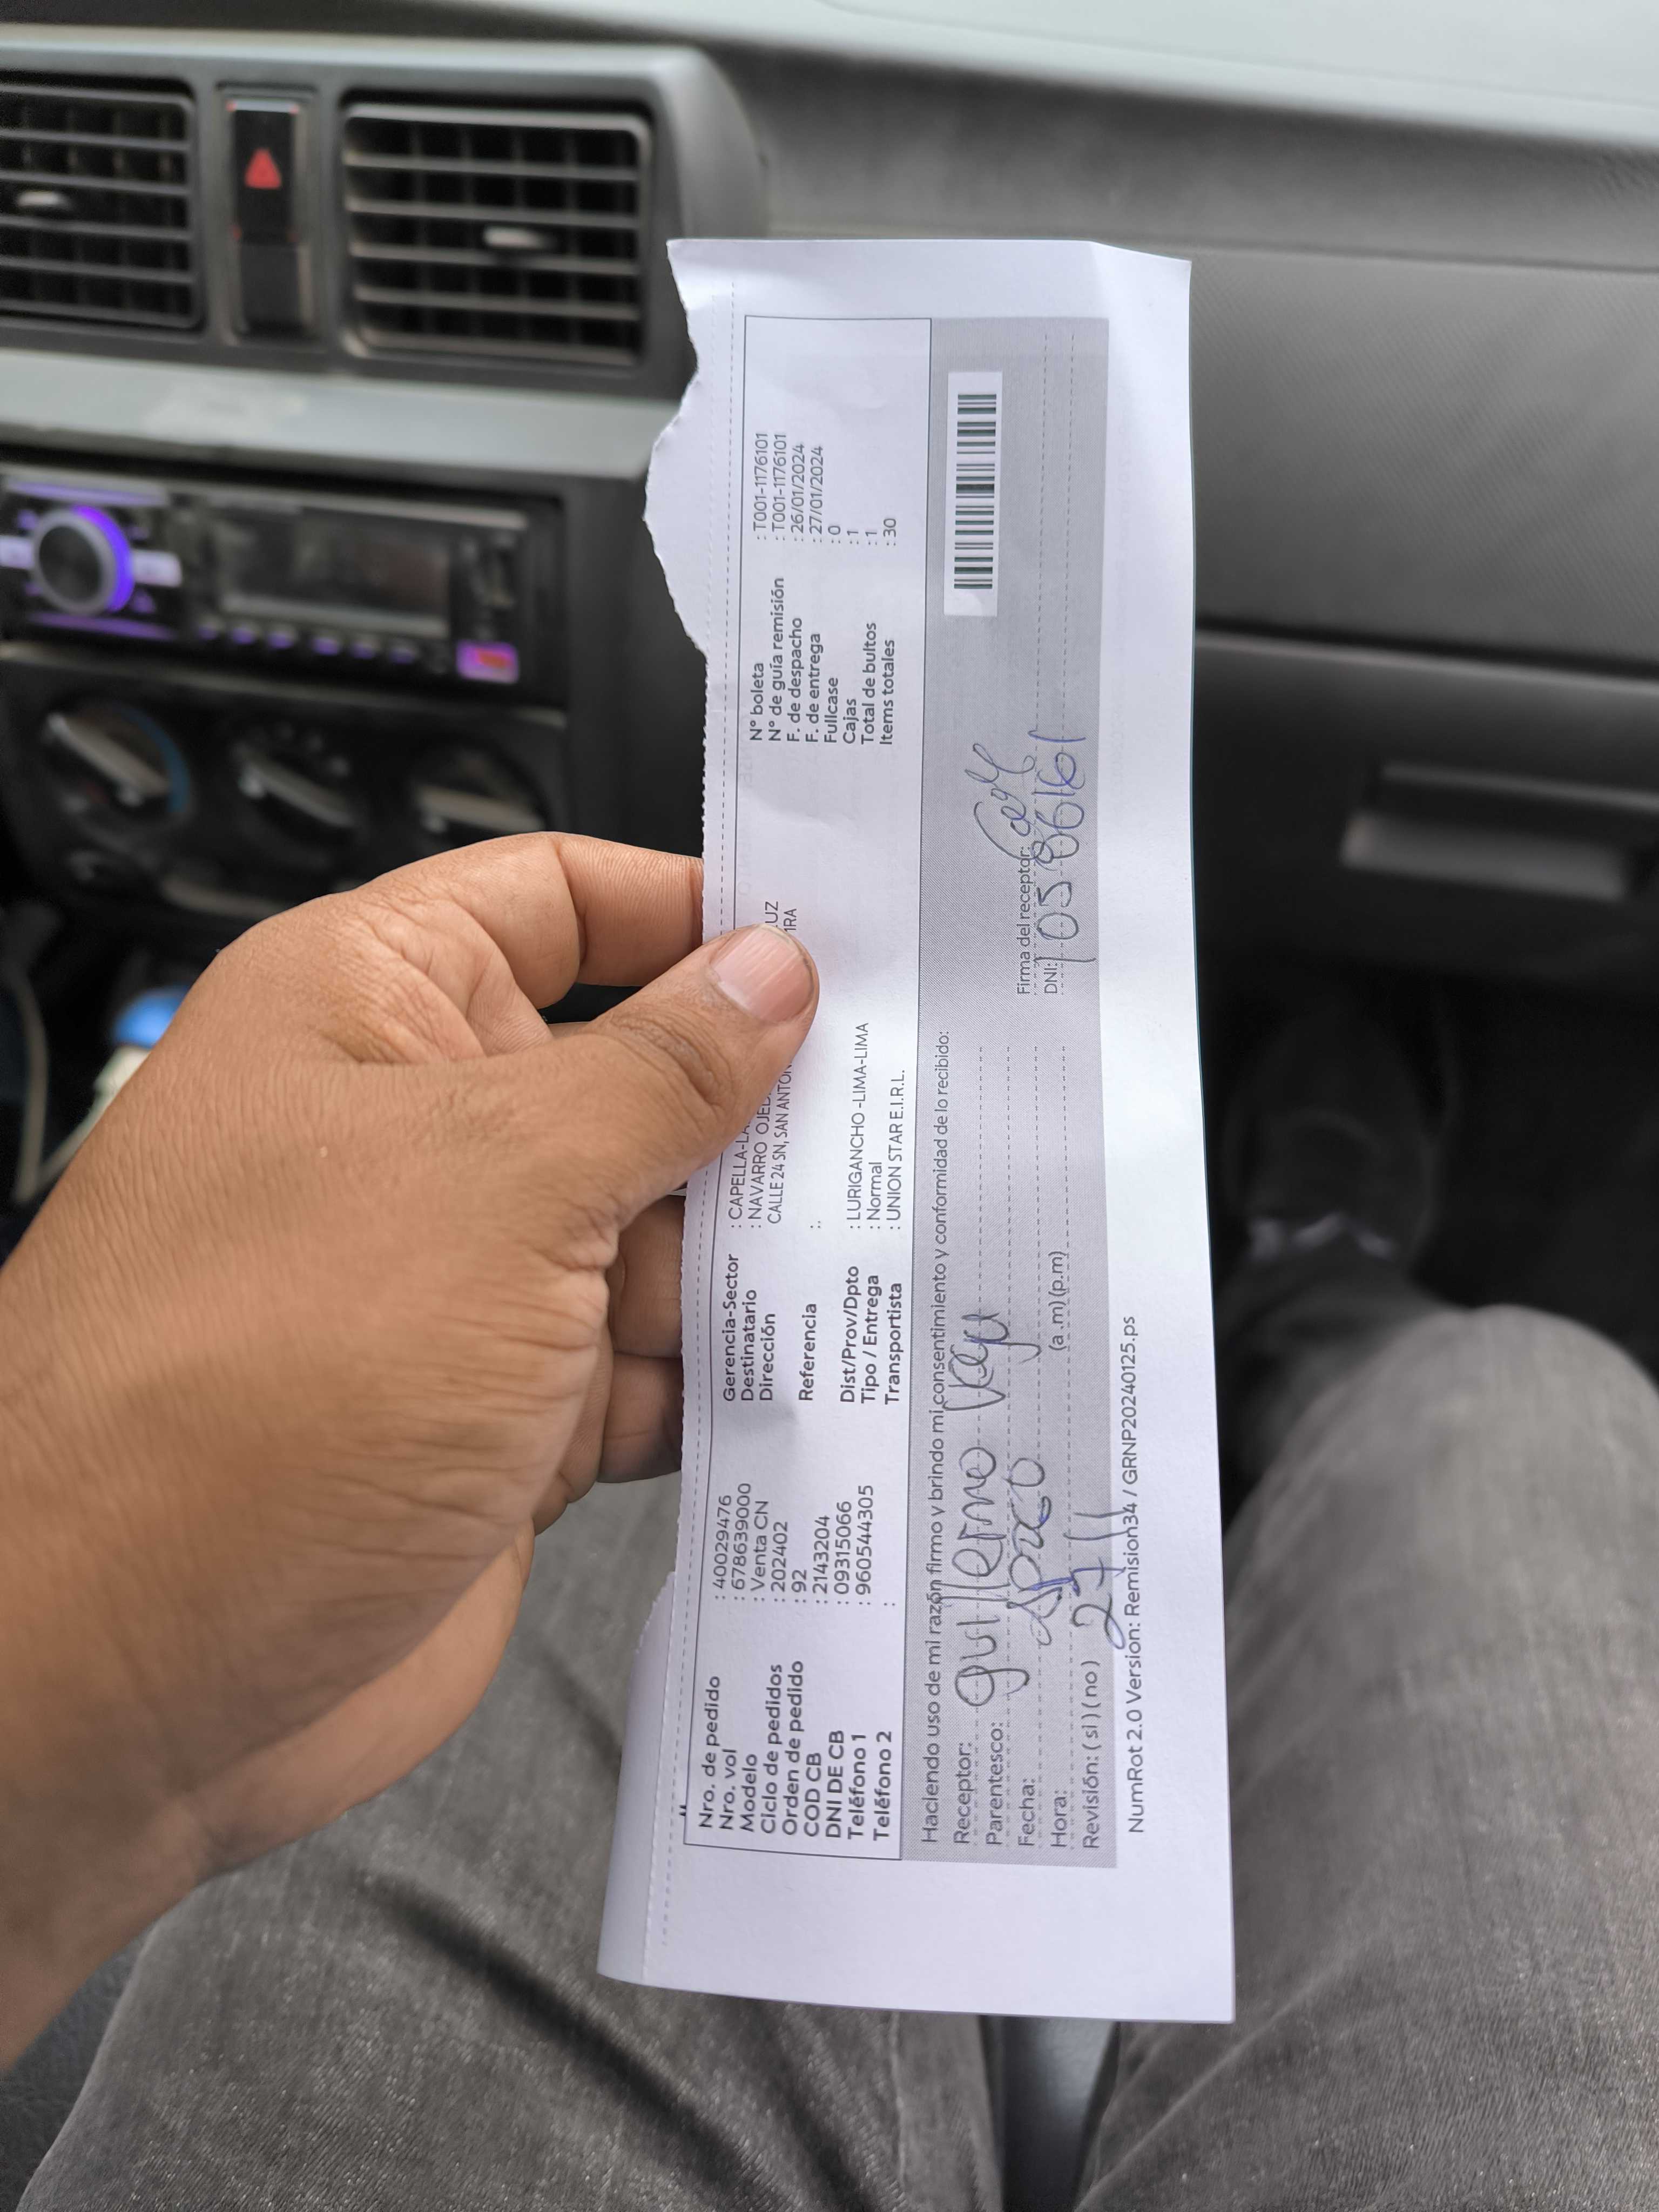 Nro. de pedido : 40029476
Nro. vol : 678639000
Modelo : Venta CN
Ciclo de pedidos : 202402
Orden de pedido : 92
COD CB : 2143204
DNI DE CB : 09315066
Teléfono 1 : 960544305
Teléfono 2 :
Gerencia-Sector : CAPELLA-LA
Destinatario : NAVARRO OJED UZ
Dirección CALLE 24 SN, SAN ANTON
Referencia :.
Dist/Prov/Dpto : LURIGANCHO -LIMA-LIMA
Tipo / Entrega : Normal
Transportista : UNION STAR E.I.R.L.
N° boleta : T001-1176101
N° de guía remisión : T001-1176101
F. de despacho : 26/01/2024
F. de entrega : 27/01/2024
Fullcase : 0
Cajas : 1
Total de bultos : 1
Items totales : 30
Haciendo uso de mi razón firmo y brindo mi consentimiento y conformidad de lo recibido:
Receptor: guillermo
Parentesco:
Fecha:
Hora: (a .m) (p.m)
Revisión: ( si ) ( no )
Firma del receptor:
DNI:
NumRot 2.0 Version: Remision34 / GRNP20240125.ps